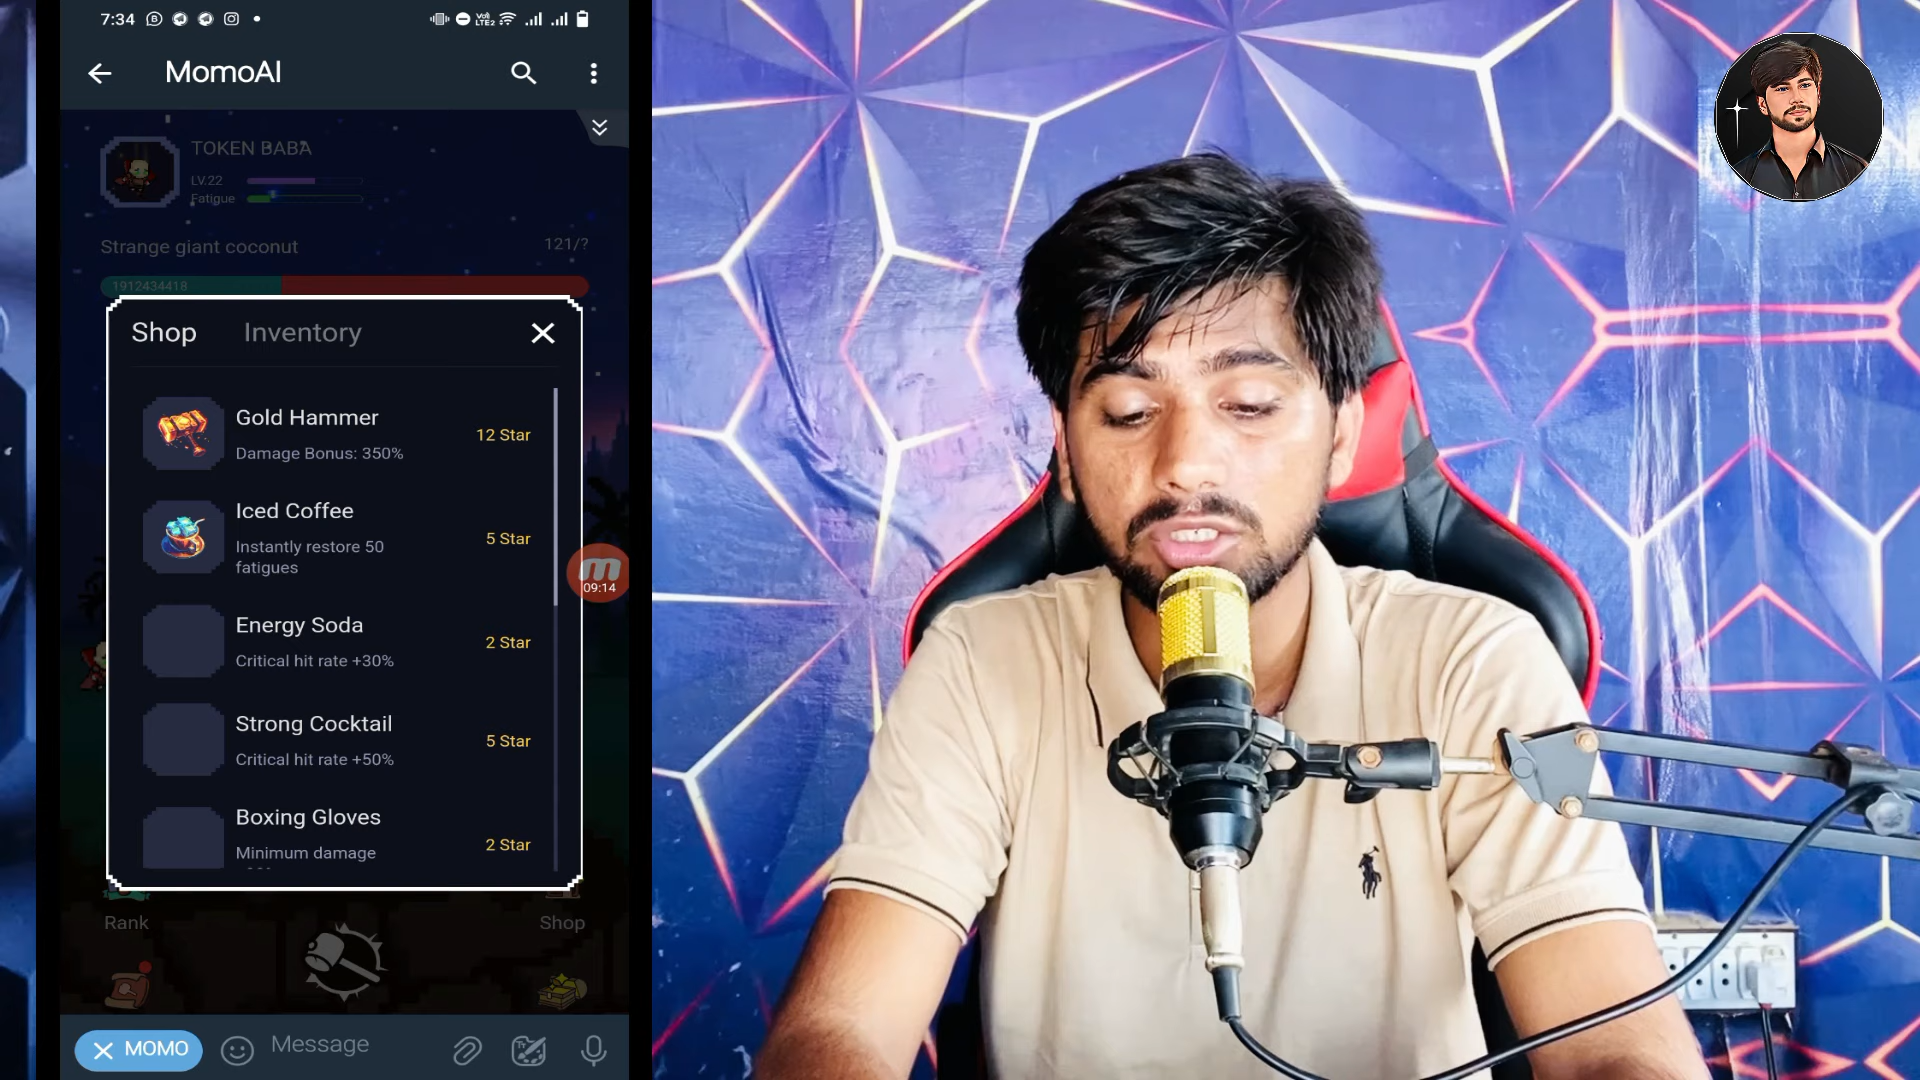 7:34
VoD
LTE2
MomoAI
TOKEN BABA
LV.22
Fatigue
Strange giant coconut
121/?
1912434418
Shop
Inventory
Gold Hammer
Damage Bonus: 350%
12 Star
Iced Coffee
Instantly restore 50
fatigues
5 Star
m
09:14
Energy Soda
Critical hit rate +30%
2 Star
Strong Cocktail
Critical hit rate +50%
5 Star
Boxing Gloves
Minimum damage
2 Star
Rank
Shop
MOMO
Message